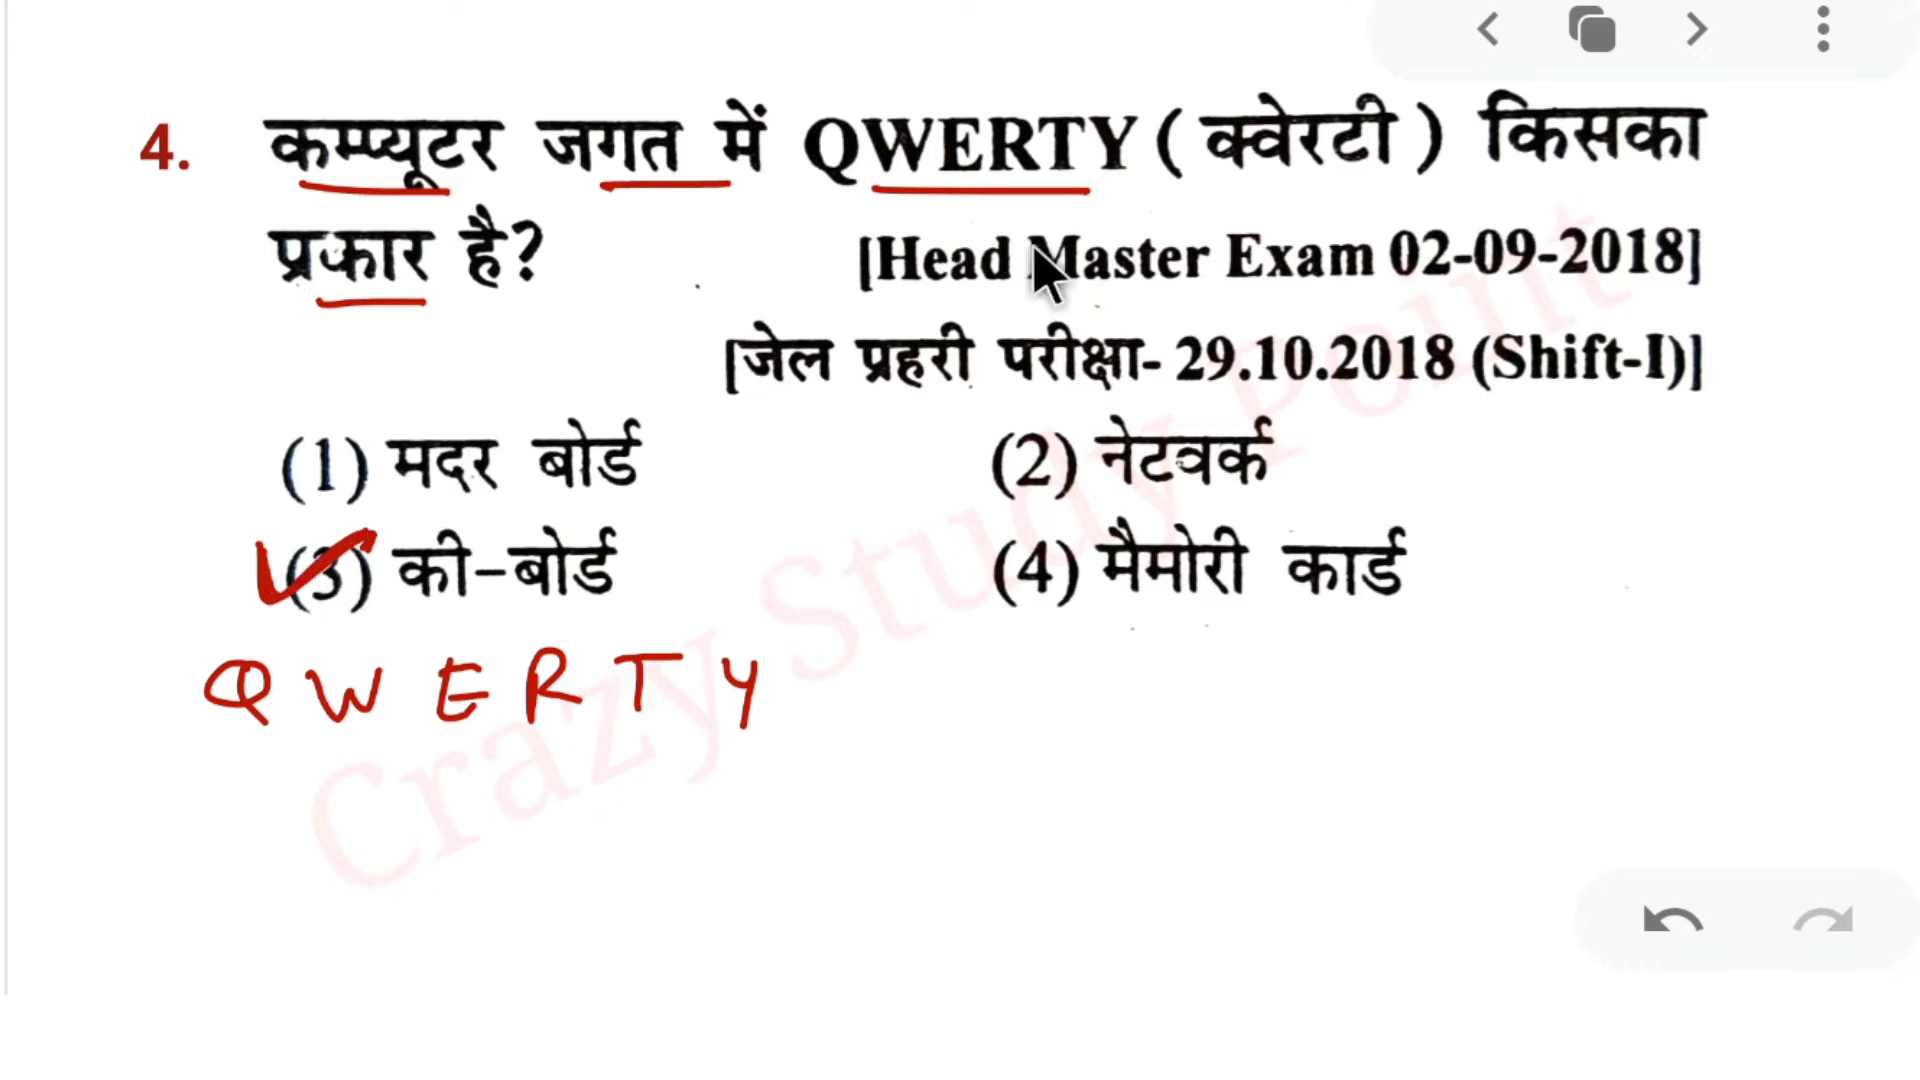 4. कम्प्यूटर जगत में QWERTY ( क्वेरटी ) किसका
प्रकार है?
[Head Master Exam 02-09-2018]
[जेल प्रहरी परीक्षा- 29.10.2018 (Shift-I)]
(1) मदर बोर्ड (2) नेटवर्क
(3) की-बोर्ड (4) मैमोरी कार्ड
Q W E R T Y
Crazy Study Point